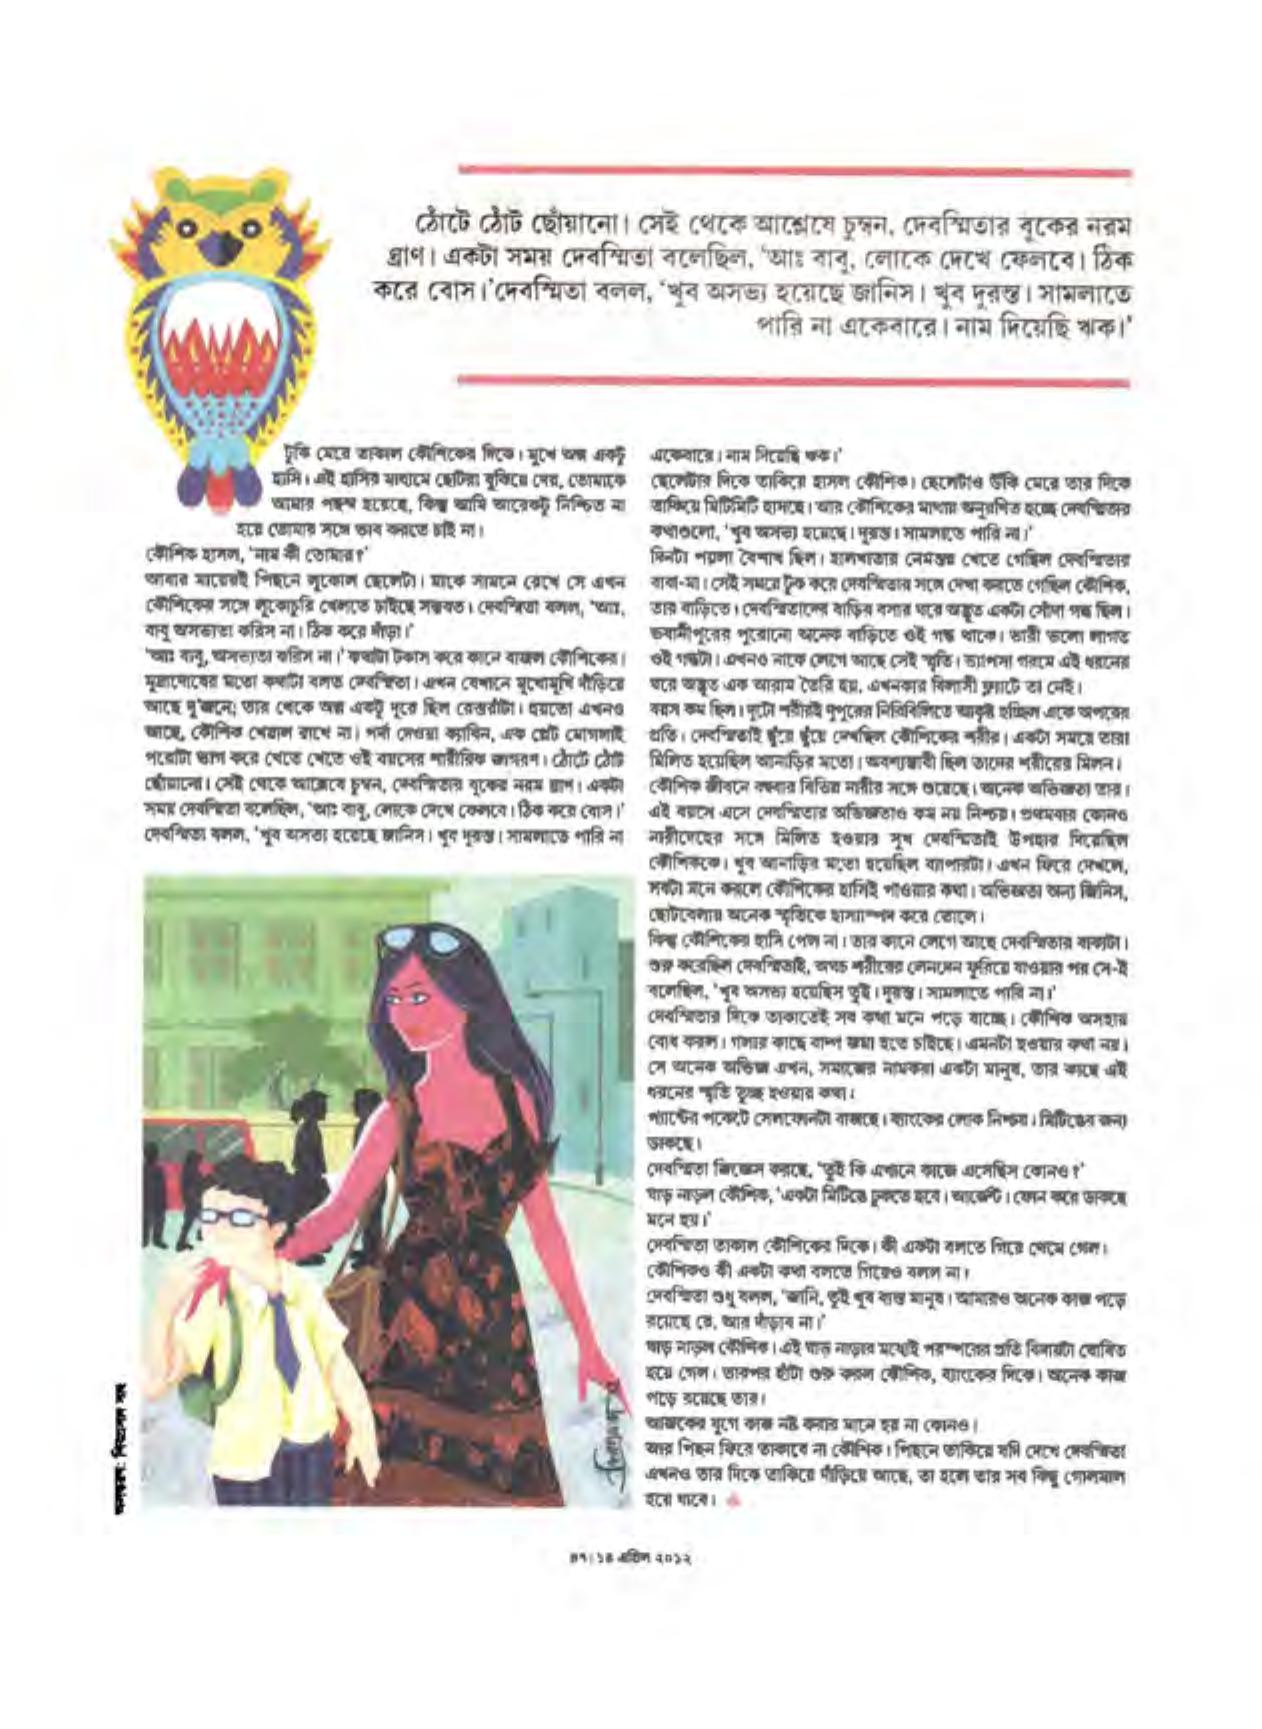 ঠোঁটে ঠোঁট ছোঁয়ানো। সেই থেকে আশ্লেষে চুম্বন, দেবস্মিতার বুকের নরম
ঘ্রাণ। একটা সময় দেবস্মিতা বলেছিল, ‘আঃ বাবু, লোকে দেখে ফেলবে। ঠিক
করে বোস।’দেবস্মিতা বলল, ‘খুব অসভ্য হয়েছে জানিস। খুব দুরন্ত। সামলাতে
পারি না একেবারে। নাম দিয়েছি ঋক।’
টুকি মেরে তাকাল কৌশিকের দিকে। মুখে অল্প একটু
হাসি। এই হাসির মাধ্যমে ছোটরা বুঝিয়ে দেয়, তোমাকে
আমার পছন্দ হয়েছে, কিন্তু আমি আরেকটু নিশ্চিত না
হয়ে তোমার সঙ্গে ভাব করতে চাই না।
কৌশিক হাসল, ‘নাম কী তোমার?’
আবার মায়েরই পিছনে লুকোল ছেলেটা। মাকে সামনে রেখে সে এখন
কৌশিকের সঙ্গে লুকোচুরি খেলতে চাইছে সম্ভবত। দেবস্মিতা বলল, ‘আঃ,
বাবু অসভ্যতা করিস না। ঠিক করে দাঁড়া।’
‘আঃ বাবু, অসভ্যতা করিস না।’ কথাটা টকাস করে কানে বাজল কৌশিকের।
মুদ্রাদোষের মতো কথাটা বলত দেবস্মিতা। এখন যেখানে মুখোমুখি দাঁড়িয়ে
আছে দু’জনে; তার থেকে অল্প একটু দূরে ছিল রেস্তরাঁটা। হয়তো এখনও
আছে, কৌশিক খেয়াল রাখে না। পর্দা দেওয়া ক্যাবিন, এক প্লেট মোগলাই
পরোটা ভাগ করে খেতে খেতে ওই বয়সের শারীরিক জাগরণ। ঠোঁটে ঠোঁট
ছোঁয়ানো। সেই থেকে আশ্লেষে চুম্বন, দেবস্মিতার বুকের নরম ঘ্রাণ। একটা
সময় দেবস্মিতা বলেছিল, ‘আঃ বাবু, লোকে দেখে ফেলবে। ঠিক করে বোস।’
দেবস্মিতা বলল, ‘খুব অসভ্য হয়েছে জানিস। খুব দুরন্ত। সামলাতে পারি না
একেবারে। নাম দিয়েছি ঋক।’
ছেলেটার দিকে তাকিয়ে হাসল কৌশিক। ছেলেটাও উঁকি মেরে তার দিকে
তাকিয়ে মিটিমিটি হাসছে। আর কৌশিকের মাথায় অনুরণিত হচ্ছে দেবস্মিতার
কথাগুলো, ‘খুব অসভ্য হয়েছে। দুরন্ত। সামলাতে পারি না।’
দিনটা পয়লা বৈশাখ ছিল। হালখাতার নেমন্তন্ন খেতে গেছিল দেবস্মিতার
বাবা-মা। সেই সময়ে টুক করে দেবস্মিতার সঙ্গে দেখা করতে গেছিল কৌশিক,
তার বাড়িতে। দেবস্মিতাদের বাড়ির বসার ঘরে অদ্ভুত একটা সোঁদা গন্ধ ছিল।
ভবানীপুরের পুরোনো অনেক বাড়িতে ওই গন্ধ থাকে। ভারী ভালো লাগত
ওই গন্ধটা। এখনও নাকে লেগে আছে সেই স্মৃতি। ভ্যাপসা গরমে এই ধরনের
ঘরে অদ্ভুত এক আরাম তৈরি হয়, এখনকার বিলাসী ফ্ল্যাটে তা নেই।
বয়স কম ছিল। দুটো শরীরই দুপুরের নিরিবিলিতে আকৃষ্ট হচ্ছিল একে অপরের
প্রতি। দেবস্মিতাই ছুঁয়ে ছুঁয়ে দেখছিল কৌশিকের শরীর। একটা সময়ে তারা
মিলিত হয়েছিল আনাড়ির মতো। অবশ্যম্ভাবী ছিল তাদের শরীরের মিলন।
কৌশিক জীবনে বহুবার বিভিন্ন নারীর সঙ্গে শুয়েছে। অনেক অভিজ্ঞতা তার।
এই বয়সে এসে দেবস্মিতার অভিজ্ঞতাও কম নয় নিশ্চয়। প্রথমবার কোনও
নারীদেহের সঙ্গে মিলিত হওয়ার সুখ দেবস্মিতাই উপহার দিয়েছিল
কৌশিককে। খুব আনাড়ির মতো হয়েছিল ব্যাপারটা। এখন ফিরে দেখলে,
সবটা মনে করলে কৌশিকের হাসিই পাওয়ার কথা। অভিজ্ঞতা অন্য জিনিস,
ছোটবেলার অনেক স্মৃতিকে হাস্যাস্পদ করে তোলে।
কিন্তু কৌশিকের হাসি পেল না। তার কানে লেগে আছে দেবস্মিতার বাক্যটা।
শুরু করেছিল দেবস্মিতাই, অথচ শরীরের লেনদেন ফুরিয়ে যাওয়ার পর সে-ই
বলেছিল, ‘খুব অসভ্য হয়েছিস তুই। দুরন্ত। সামলাতে পারি না।’
দেবস্মিতার দিকে তাকাতেই সব কথা মনে পড়ে যাচ্ছে। কৌশিক অসহায়
বোধ করল। গলার কাছে বাষ্প জমা হতে চাইছে। এমনটা হওয়ার কথা নয়।
সে অনেক অভিজ্ঞ এখন, সমাজের নামকরা একটা মানুষ, তার কাছে এই
ধরনের স্মৃতি তুচ্ছ হওয়ার কথা।
প্যান্টের পকেটে সেলফোনটা বাজছে। ব্যাংকের লোক নিশ্চয়। মিটিঙের জন্য
ডাকছে।
দেবস্মিতা জিজ্ঞেস করছে, ‘তুই কি এখানে কাজে এসেছিস কোনও?’
ঘাড় নাড়ল কৌশিক, ‘একটা মিটিঙে ঢুকতে হবে। আর্জেন্ট। ফোন করে ডাকছে
মনে হয়।’
দেবস্মিতা তাকাল কৌশিকের দিকে। কী একটা বলতে গিয়ে থেমে গেল।
কৌশিকও কী একটা কথা বলতে গিয়েও বলল না।
দেবস্মিতা শুধু বলল, ‘জানি, তুই খুব ব্যস্ত মানুষ। আমারও অনেক কাজ পড়ে
রয়েছে রে, আর দাঁড়াব না।’
ঘাড় নাড়ল কৌশিক। এই ঘাড় নাড়ার মধ্যেই পরস্পরের প্রতি বিদায়টা ঘোষিত
হয়ে গেল। তারপর হাঁটা শুরু করল কৌশিক, ব্যাংকের দিকে। অনেক কাজ
পড়ে রয়েছে তার।
আজকের যুগে কাজ নষ্ট করার মানে হয় না কোনও।
আর পিছন ফিরে তাকাবে না কৌশিক। পিছনে তাকিয়ে যদি দেখে দেবস্মিতা
এখনও তার দিকে তাকিয়ে দাঁড়িয়ে আছে, তা হলে তার সব কিছু গোলমাল
হয়ে যাবে।
৪৭। ১৪ এপ্রিল ২০১২